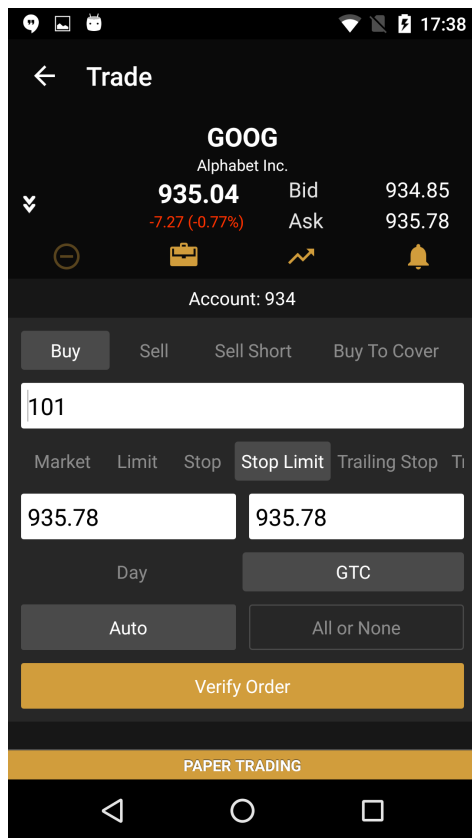 17:38
Trade
GOOG
Alphabet Inc.
935.04 Bid 934.85
-7.27 (-0.77%) Ask 935.78
Account: 934
Buy Sell Sell Short Buy To Cover
101
Market Limit Stop Stop Limit Trailing Stop
935.78 935.78
Day GTC
Auto All or None
Verify Order
PAPER TRADING